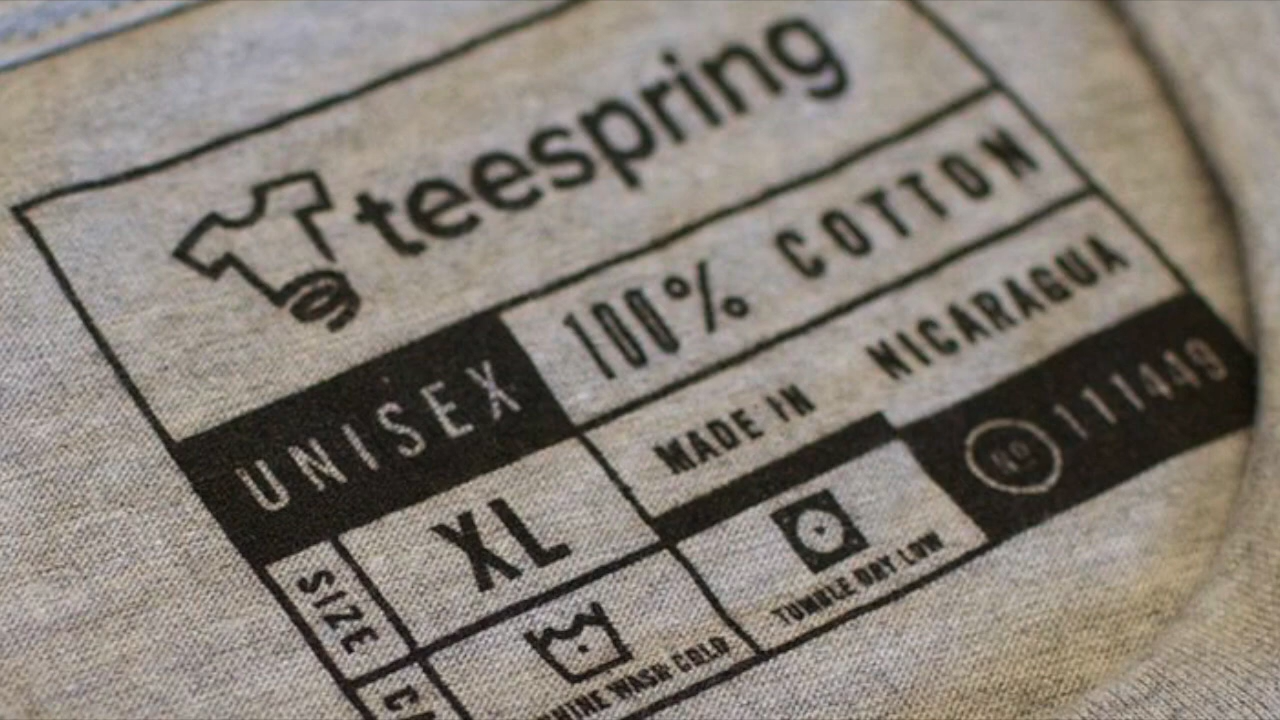 teespring
UNISEX
100% COTTON
MADE IN NICARAGUA
Nº 111449
SIZE
XL
TUMBLE DRY LOW
WASH COLD